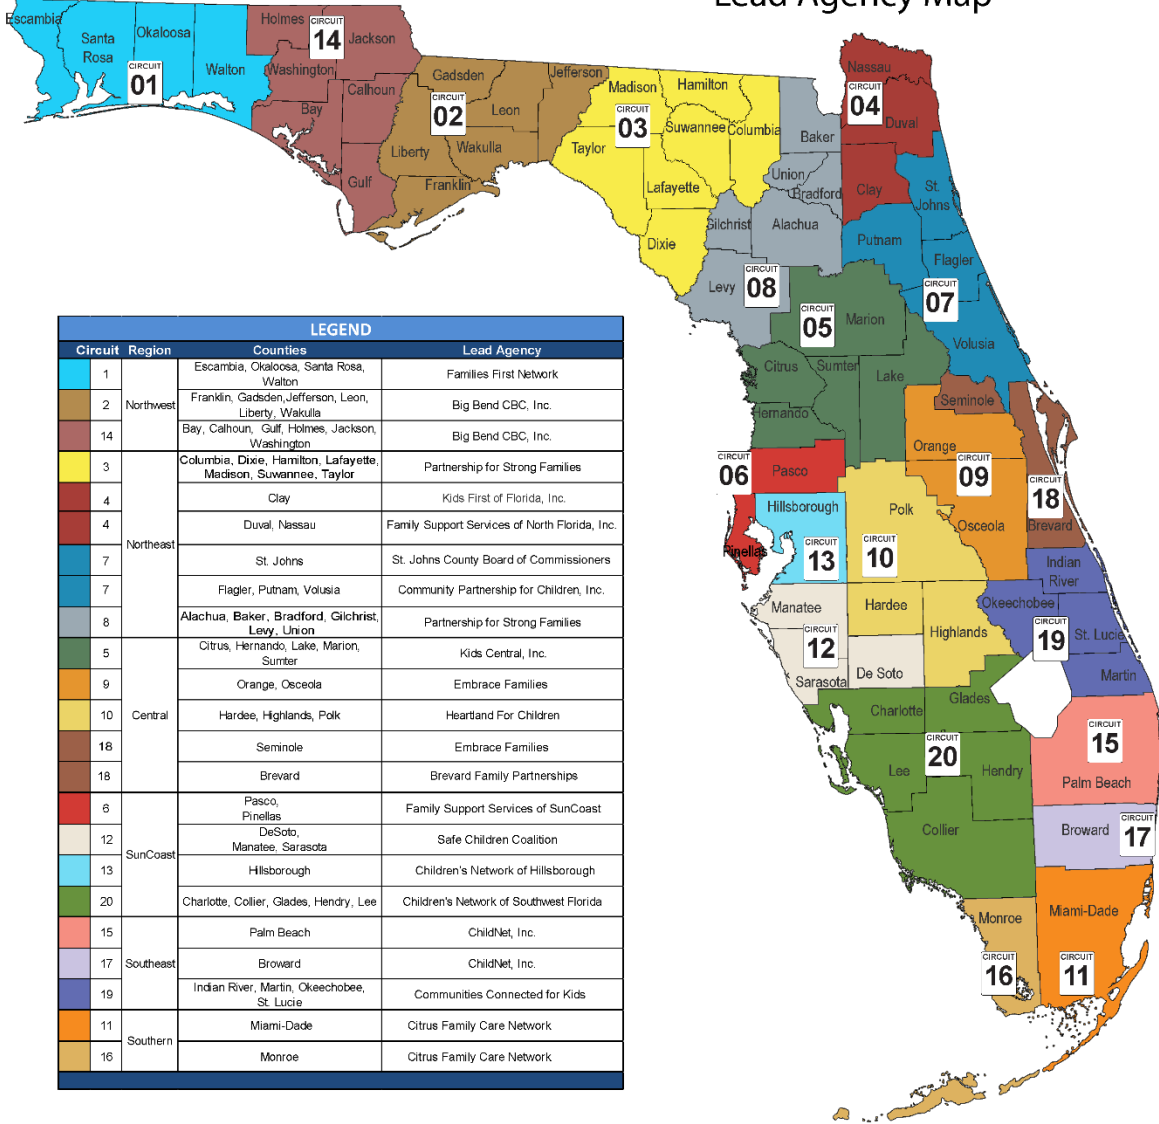 Lead Agency Map
Escambia
Santa
Rosa
Okaloosa
Walton
CIRCUIT
01
Holmes
CIRCUIT
14
Jackson
Washington
Calhoun
Bay
Gulf
Gadsden
CIRCUIT
02
Jefferson
Leon
Liberty
Wakulla
Franklin
Madison
Hamilton
CIRCUIT
03
Suwannee
Columbia
Taylor
Lafayette
Dixie
Nassau
CIRCUIT
04
Duval
Clay
Baker
Union
Bradford
Gilchrist
Alachua
Levy
CIRCUIT
08
St.
Johns
Putnam
Flagler
CIRCUIT
07
Volusia
CIRCUIT
05
Marion
Citrus
Sumter
Lake
Hernando
Seminole
Orange
CIRCUIT
09
Osceola
CIRCUIT
18
Brevard
CIRCUIT
06
Pasco
Pinellas
Hillsborough
CIRCUIT
13
Polk
CIRCUIT
10
Hardee
Highlands
Manatee
CIRCUIT
12
Sarasota
De Soto
Indian
River
Okeechobee
CIRCUIT
19
St. Lucie
Martin
Charlotte
Glades
CIRCUIT
20
Lee
Hendry
Collier
CIRCUIT
15
Palm Beach
Broward
CIRCUIT
17
Monroe
CIRCUIT
16
Miami-Dade
CIRCUIT
11
LEGEND
Circuit Region Counties Lead Agency
1 Escambia, Okaloosa, Santa Rosa, Walton Families First Network
Northwest
2 Franklin, Gadsden,Jefferson, Leon, Liberty, Wakulla Big Bend CBC, Inc.
14 Bay, Calhoun, Gulf, Holmes, Jackson, Washington Big Bend CBC, Inc.
3 Columbia, Dixie, Hamilton, Lafayette, Madison, Suwannee, Taylor Partnership for Strong Families
4 Clay Kids First of Florida, Inc.
4 Duval, Nassau Family Support Services of North Florida, Inc.
Northeast
7 St. Johns St. Johns County Board of Commissioners
7 Flagler, Putnam, Volusia Community Partnership for Children, Inc.
8 Alachua, Baker, Bradford, Gilchrist, Levy, Union Partnership for Strong Families
5 Citrus, Hernando, Lake, Marion, Sumter Kids Central, Inc.
9 Orange, Osceola Embrace Families
10 Central Hardee, Highlands, Polk Heartland For Children
18 Seminole Embrace Families
18 Brevard Brevard Family Partnerships
6 Pasco, Pinellas Family Support Services of SunCoast
12 DeSoto, Manatee, Sarasota Safe Children Coalition
SunCoast
13 Hillsborough Children's Network of Hillsborough
20 Charlotte, Collier, Glades, Hendry, Lee Children's Network of Southwest Florida
15 Palm Beach ChildNet, Inc.
17 Southeast Broward ChildNet, Inc.
19 Indian River, Martin, Okeechobee, St. Lucie Communities Connected for Kids
11 Miami-Dade Citrus Family Care Network
Southern
16 Monroe Citrus Family Care Network